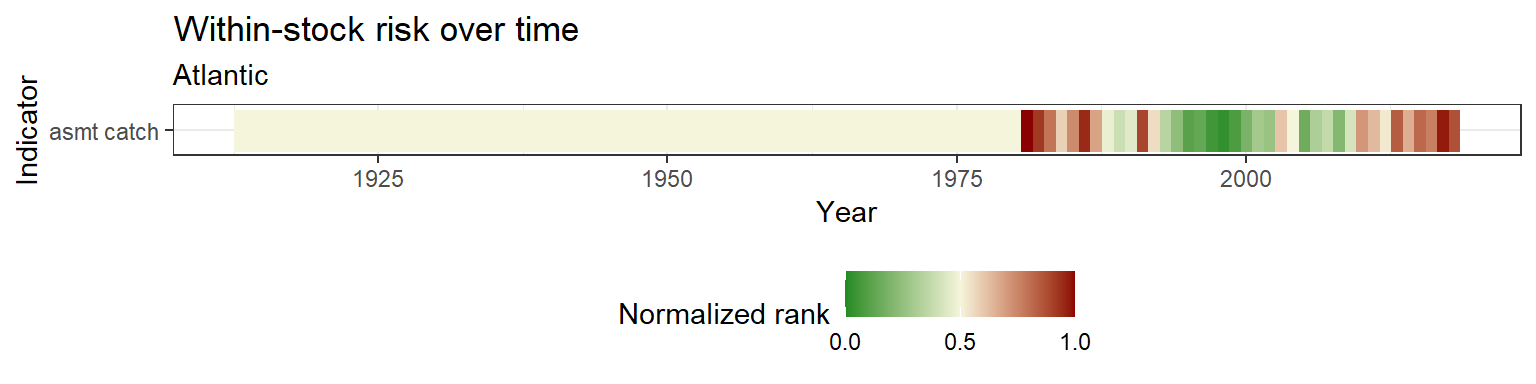 Within-stock risk over time
Atlantic
Indicator
asmt catch
1925 1950 1975 2000
Year
Normalized rank
0.0 0.5 1.0